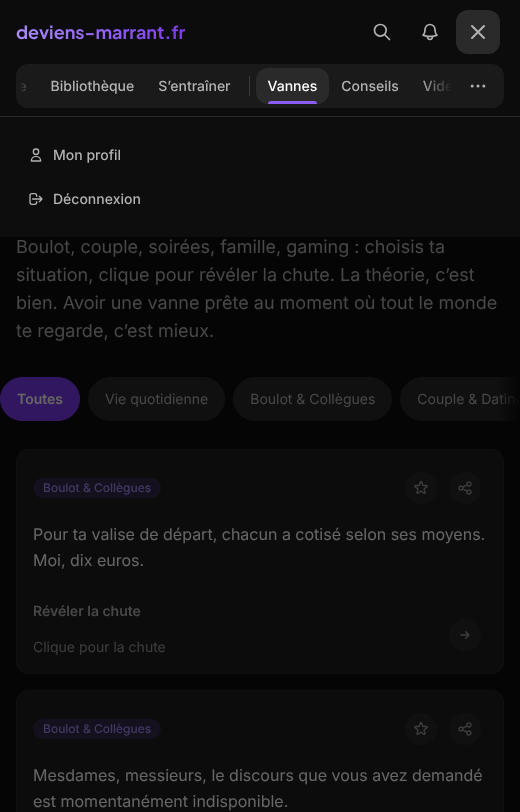 deviens-marrant.fr
e Bibliothèque S’entraîner Vannes Conseils Vidé
Mon profil
Déconnexion
Boulot, couple, soirées, famille, gaming : choisis ta
situation, clique pour révéler la chute. La théorie, c’est
bien. Avoir une vanne prête au moment où tout le monde
te regarde, c’est mieux.
Toutes Vie quotidienne Boulot & Collègues Couple & Datin
Boulot & Collègues
Pour ta valise de départ, chacun a cotisé selon ses moyens.
Moi, dix euros.
Révéler la chute
Clique pour la chute
Boulot & Collègues
Mesdames, messieurs, le discours que vous avez demandé
est momentanément indisponible.